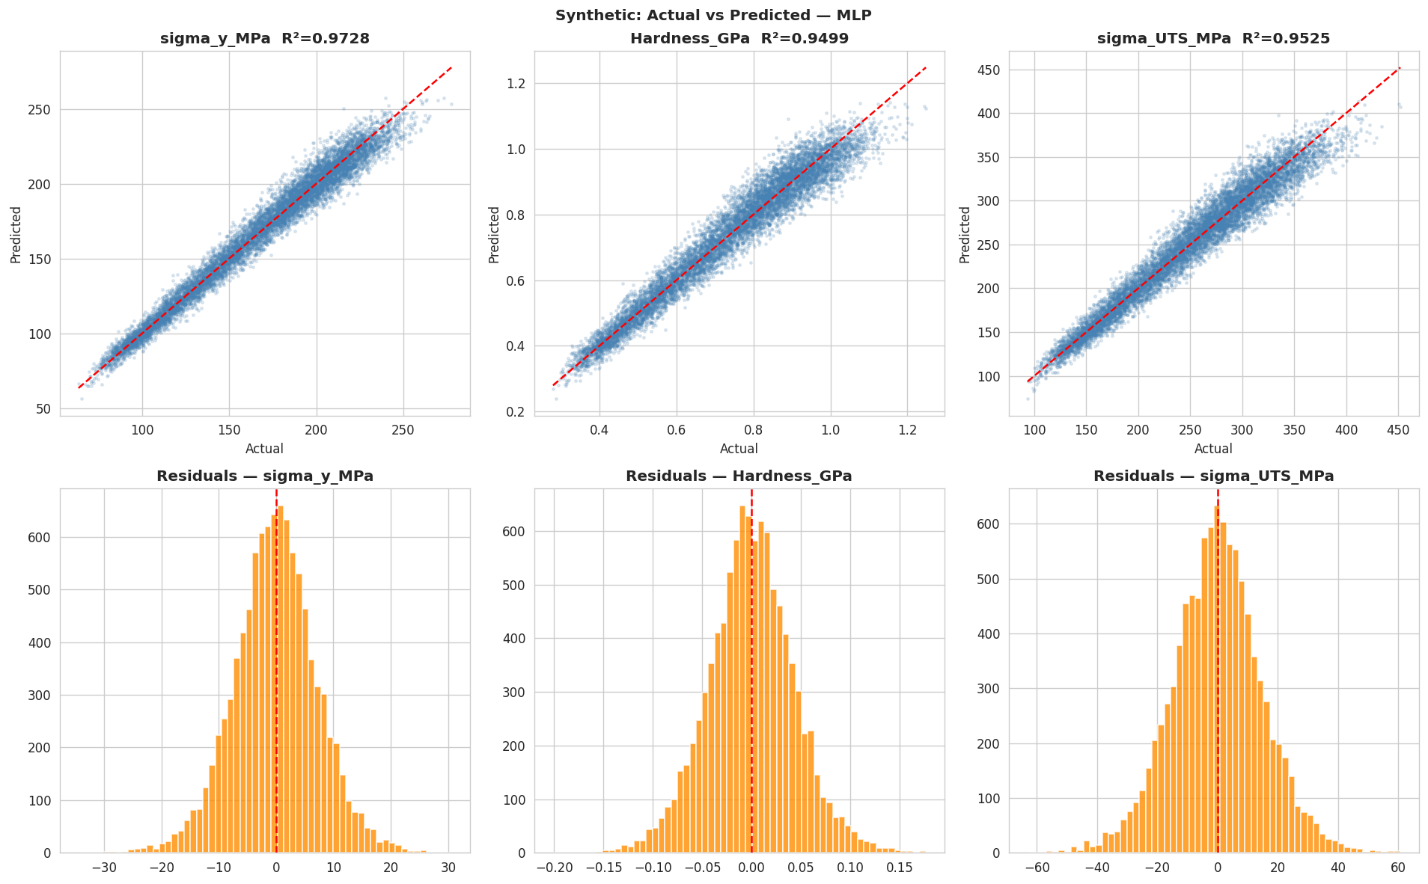 Synthetic: Actual vs Predicted — MLP
sigma_y_MPa  R²=0.9728
250
200
150
100
50
Predicted
100 150 200 250
Actual
Hardness_GPa  R²=0.9499
1.2
1.0
0.8
0.6
0.4
0.2
Predicted
0.4 0.6 0.8 1.0 1.2
Actual
sigma_UTS_MPa  R²=0.9525
450
400
350
300
250
200
150
100
Predicted
100 150 200 250 300 350 400 450
Actual
Residuals — sigma_y_MPa
600
500
400
300
200
100
0
−30 −20 −10 0 10 20 30
Residuals — Hardness_GPa
600
500
400
300
200
100
0
−0.20 −0.15 −0.10 −0.05 0.00 0.05 0.10 0.15
Residuals — sigma_UTS_MPa
600
500
400
300
200
100
0
−60 −40 −20 0 20 40 60